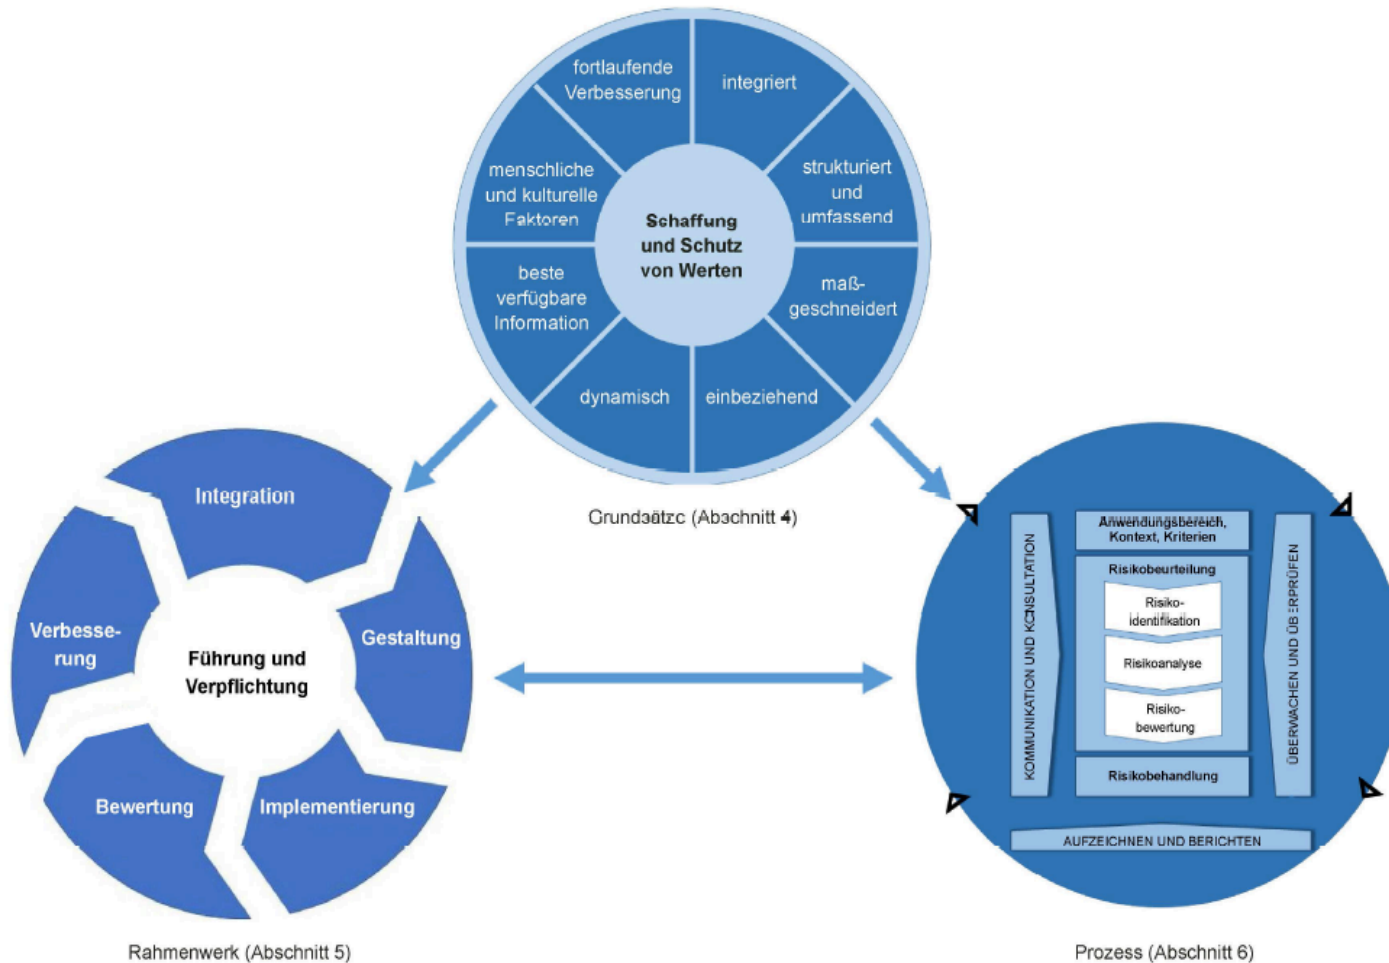 fortlaufende
Verbesserung
integriert
menschliche
und kulturelle
Faktoren
strukturiert
und
umfassend
Schaffung
und Schutz
von Werten
beste
verfügbare
Information
maß-
geschneidert
dynamisch
einbeziehend
Grundsätze (Abschnitt 4)
Integration
Verbesse-
rung
Gestaltung
Führung und
Verpflichtung
Bewertung
Implementierung
Rahmenwerk (Abschnitt 5)
KOMMUNIKATION UND KONSULTATION
Anwendungsbereich,
Kontext, Kriterien
Risikobeurteilung
Risiko-
identifikation
Risikoanalyse
Risiko-
bewertung
Risikobehandlung
ÜBERWACHEN UND ÜBERPRÜFEN
AUFZEICHNEN UND BERICHTEN
Prozess (Abschnitt 6)